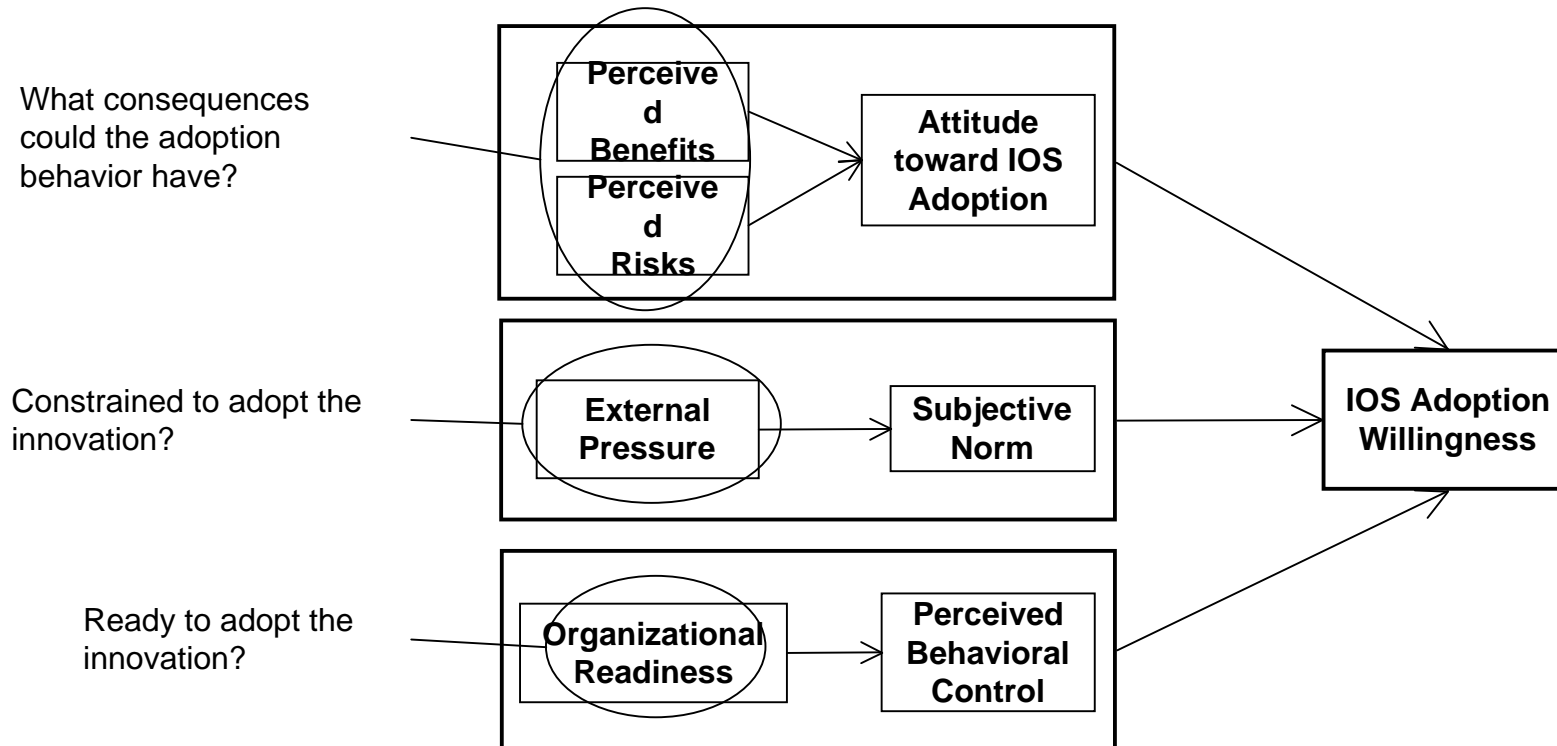 What consequences
could the adoption
behavior have?
Perceive
d
Benefits
Perceive
d
Risks
Attitude
toward IOS
Adoption
Constrained to adopt the
innovation?
External
Pressure
Subjective
Norm
IOS Adoption
Willingness
Ready to adopt the
innovation?
Organizational
Readiness
Perceived
Behavioral
Control